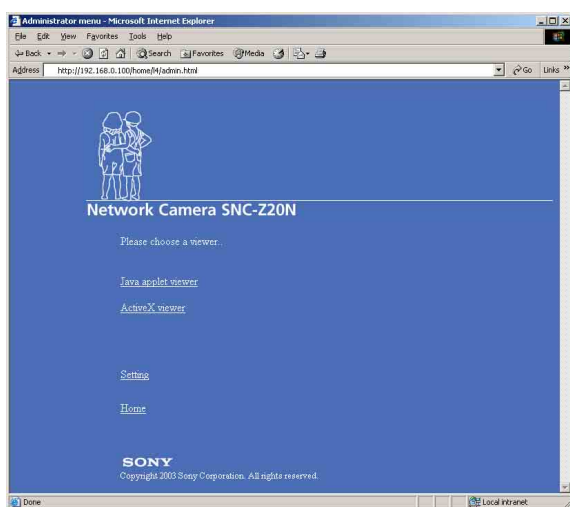 Administrator menu - Microsoft Internet Explorer
File Edit View Favorites Tools Help
Back Search Favorites Media
Address http://192.168.0.100/home/l4/admin.html Go Links »
Network Camera SNC-Z20N
Please choose a viewer..
Java applet viewer
ActiveX viewer
Setting
Home
SONY
Copyright 2003 Sony Corporation. All rights reserved.
Done Local intranet